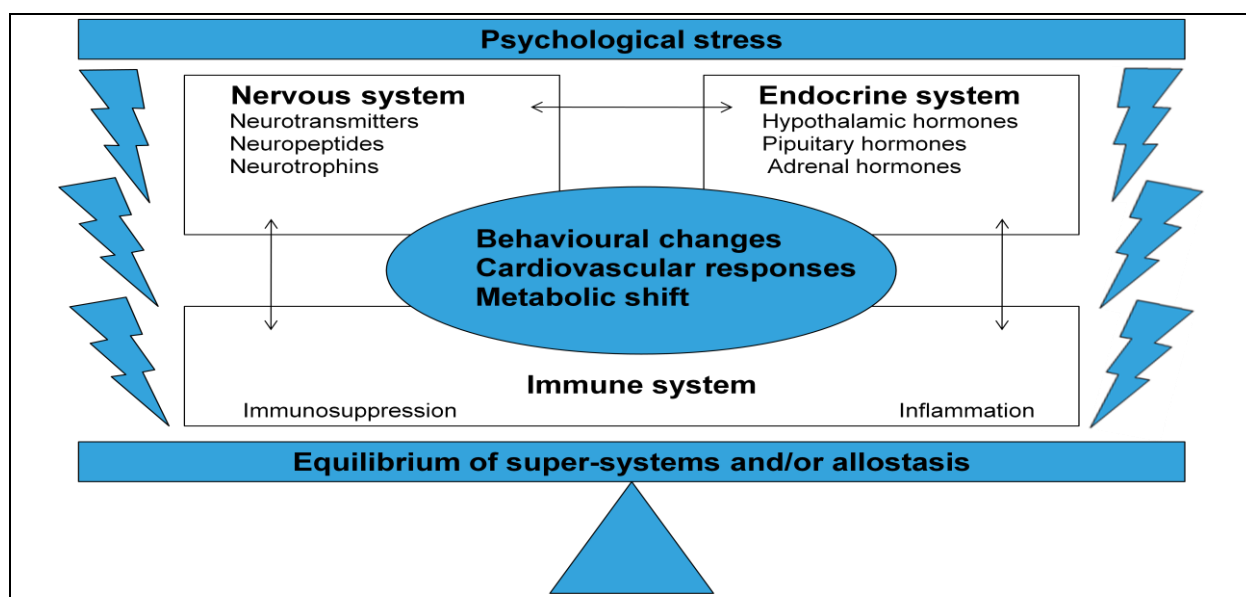 Psychological stress
Nervous system
Neurotransmitters
Neuropeptides
Neurotrophins
Endocrine system
Hypothalamic hormones
Pipuitary hormones
Adrenal hormones
Behavioural changes
Cardiovascular responses
Metabolic shift
Immune system
Immunosuppression
Inflammation
Equilibrium of super-systems and/or allostasis